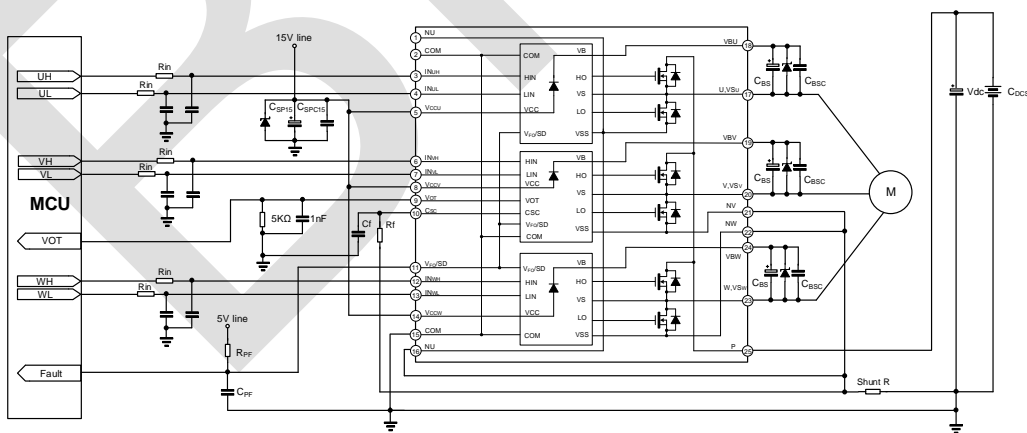 MCU
UH
UL
VH
VL
VOT
WH
WL
Fault
Rin
Rin
Rin
Rin
Rin
Rin
15V line
CSP15
CSPC15
5KΩ
1nF
Cf
Rf
5V line
RPF
CPF
1 NU
2 COM
3 INUH
4 INUL
5 VCCU
6 INVH
7 INVL
8 VCCV
9 VOT
10 CSC
11 VFO/SD
12 INWH
13 INWL
14 VCCW
15 COM
16 NU
COM
HIN
LIN
VCC
VFO/SD
VB
HO
VS
LO
VSS
HIN
LIN
VCC
VOT
CSC
VFO/SD
COM
VB
HO
VS
LO
VSS
VFO/SD
HIN
LIN
VCC
COM
VB
HO
VS
LO
VSS
VBU 18
U,VSU 17
VBV 19
V,VSV 20
NV 21
NW 22
24
VBW
W,VSW 23
P 25
CBS
CBSC
CBS
CBSC
CBS
CBSC
M
Vdc
CDCS
Shunt R